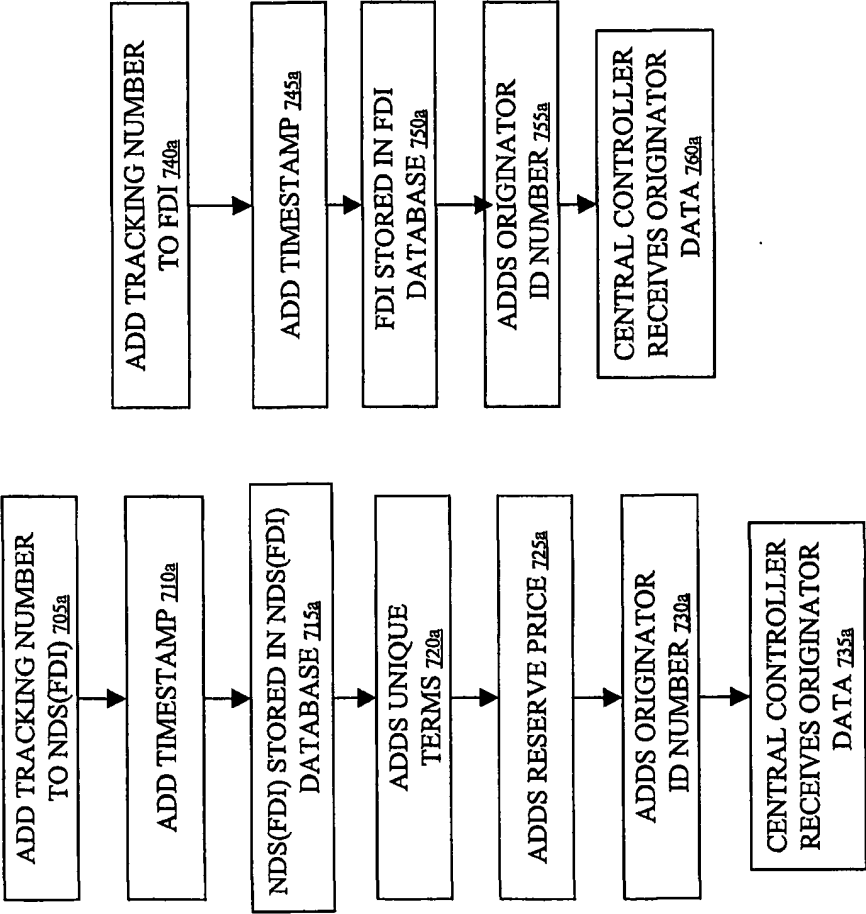 ADD TRACKING NUMBER
TO NDS(FDI) 705a
ADD TIMESTAMP 710a
NDS(FDI) STORED IN NDS(FDI)
DATABASE 715a
ADDS UNIQUE
TERMS 720a
ADDS RESERVE PRICE 725a
ADDS ORIGINATOR
ID NUMBER 730a
CENTRAL CONTROLLER
RECEIVES ORIGINATOR
DATA 735a
ADD TRACKING NUMBER
TO FDI 740a
ADD TIMESTAMP 745a
FDI STORED IN FDI
DATABASE 750a
ADDS ORIGINATOR
ID NUMBER 755a
CENTRAL CONTROLLER
RECEIVES ORIGINATOR
DATA 760a